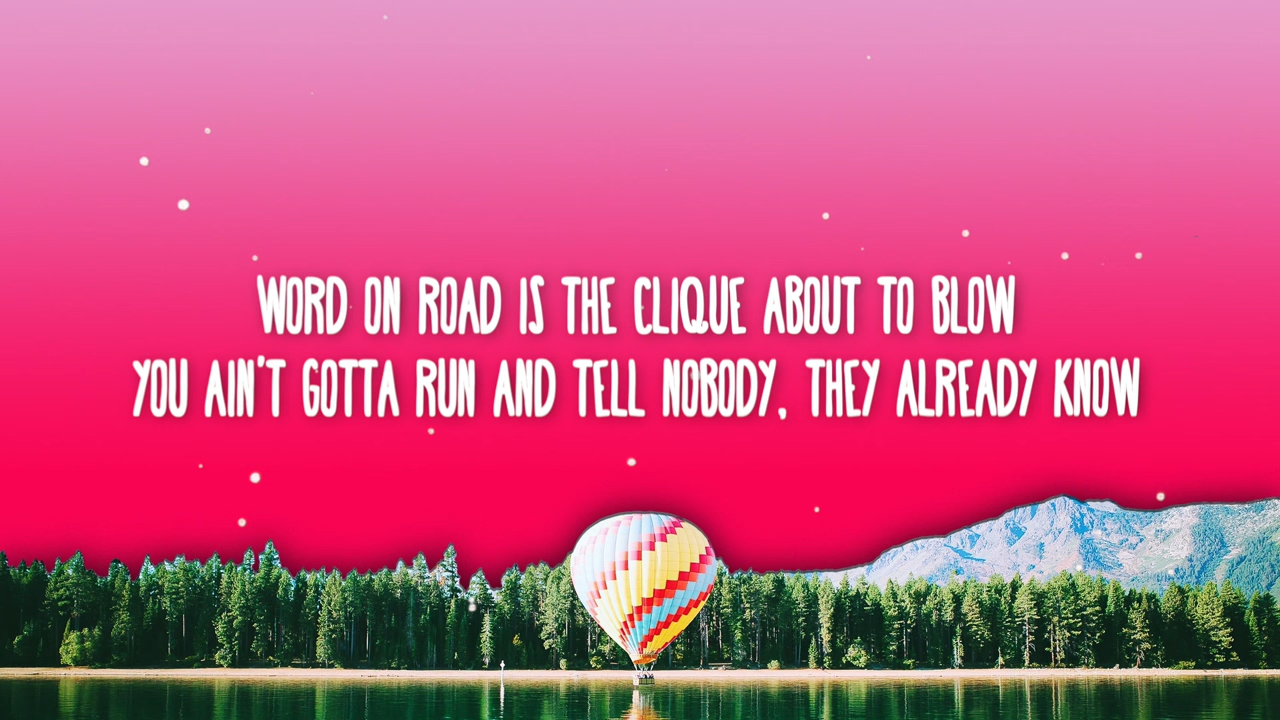 WORD ON ROAD IS THE CLIQUE ABOUT TO BLOW
YOU AIN'T GOTTA RUN AND TELL NOBODY, THEY ALREADY KNOW